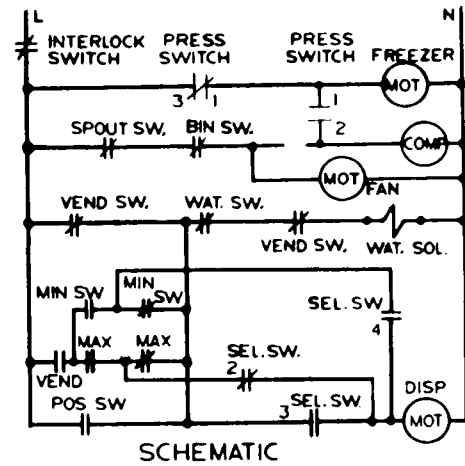 L
N
INTERLOCK SWITCH
PRESS SWITCH
PRESS SWITCH
FREEZER
MOT
3
1
1
2
SPOUT SW.
BIN SW.
COMP
MOT
FAN
VEND SW.
WAT. SW.
VEND SW.
WAT. SOL.
MIN SW
MIN SW
SEL. SW
4
MAX
MAX
SEL. SW.
2
VEND
DISP
POS SW
3
SEL. SW
MOT
SCHEMATIC